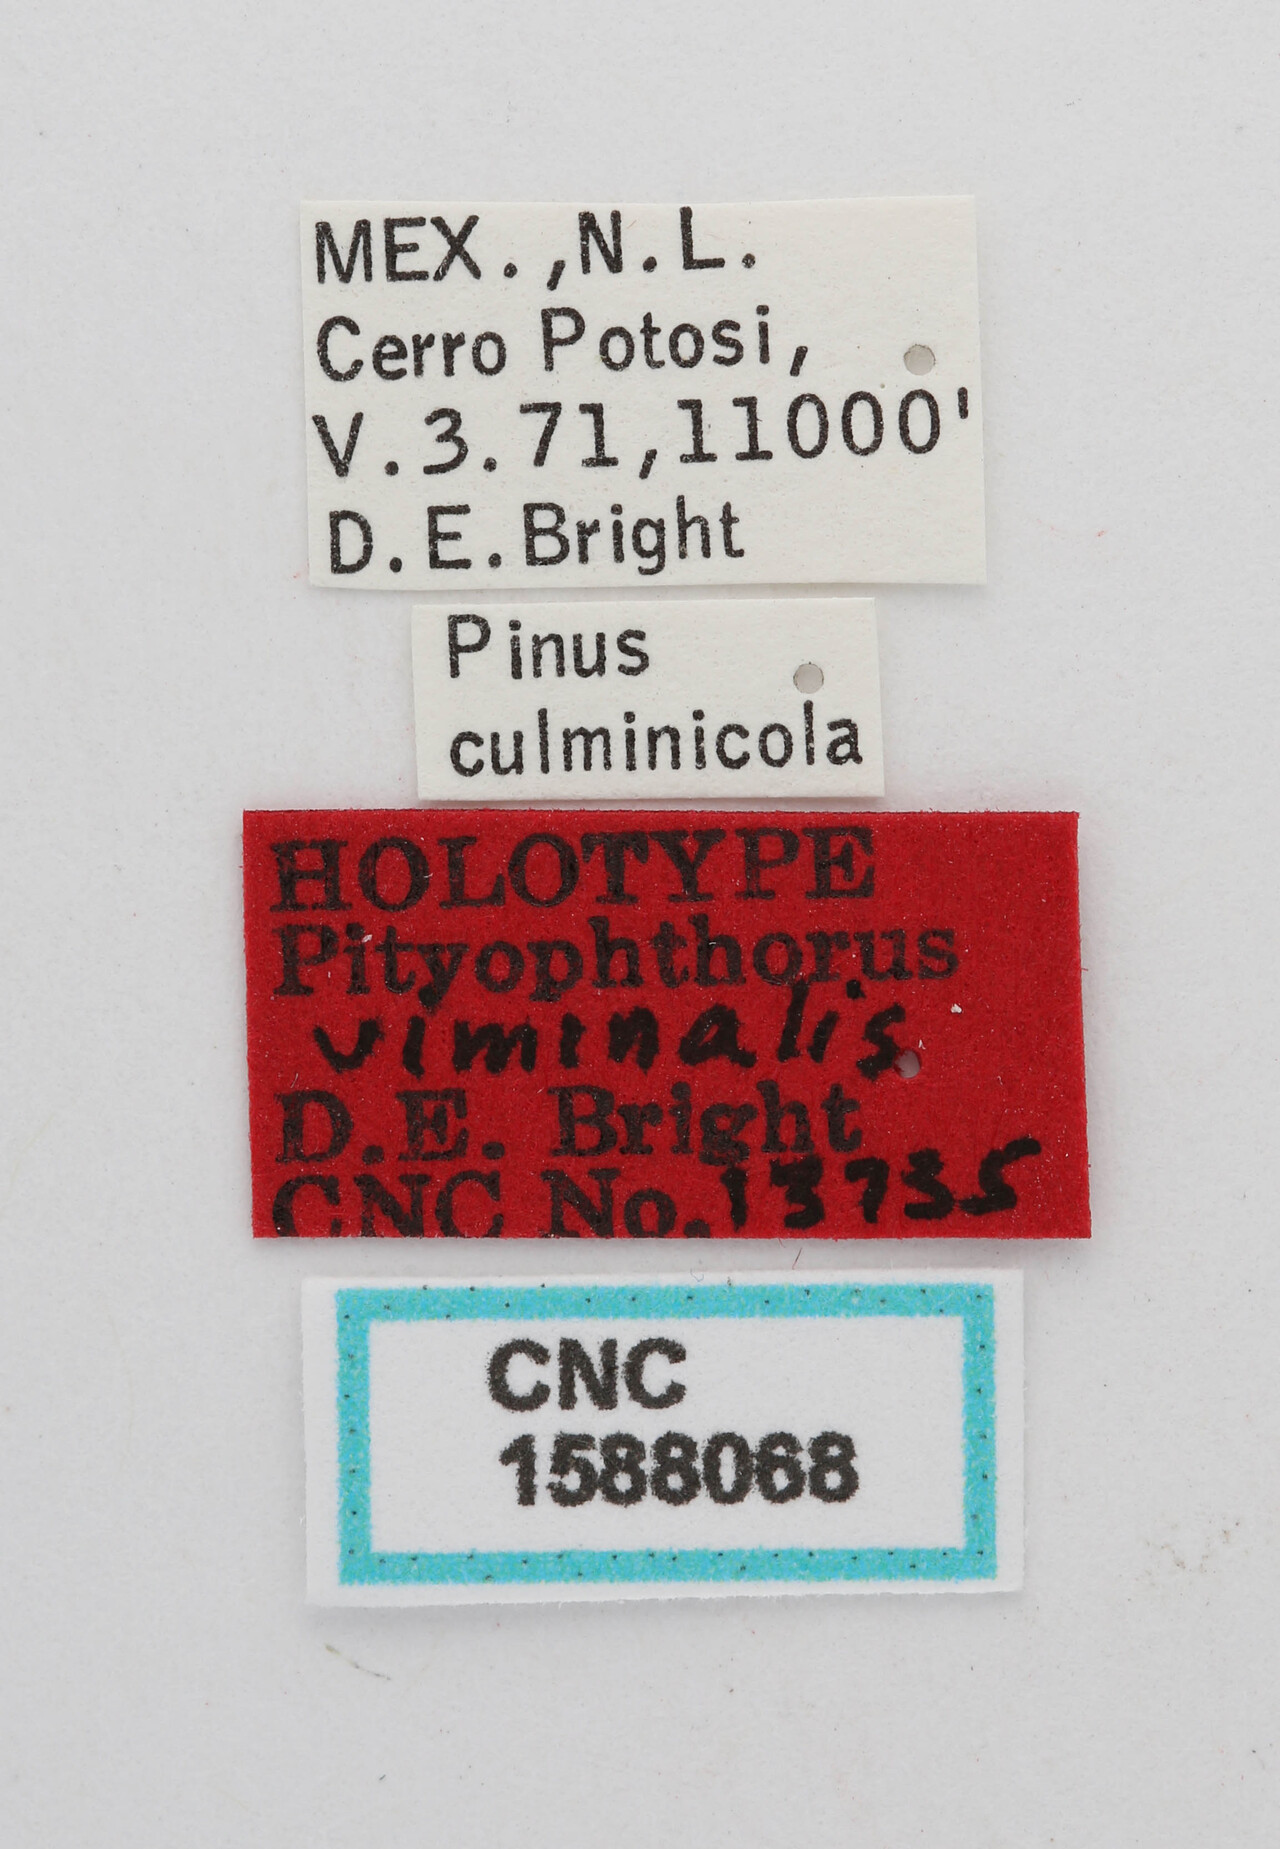 MEX.,N.L.
Cerro Potosi,
V.3.71,11000'
D.E.Bright
Pinus
culminicola
HOLOTYPE
Pityophthorus
viminalis
D.E. Bright
CNC No.13735
CNC
1588068